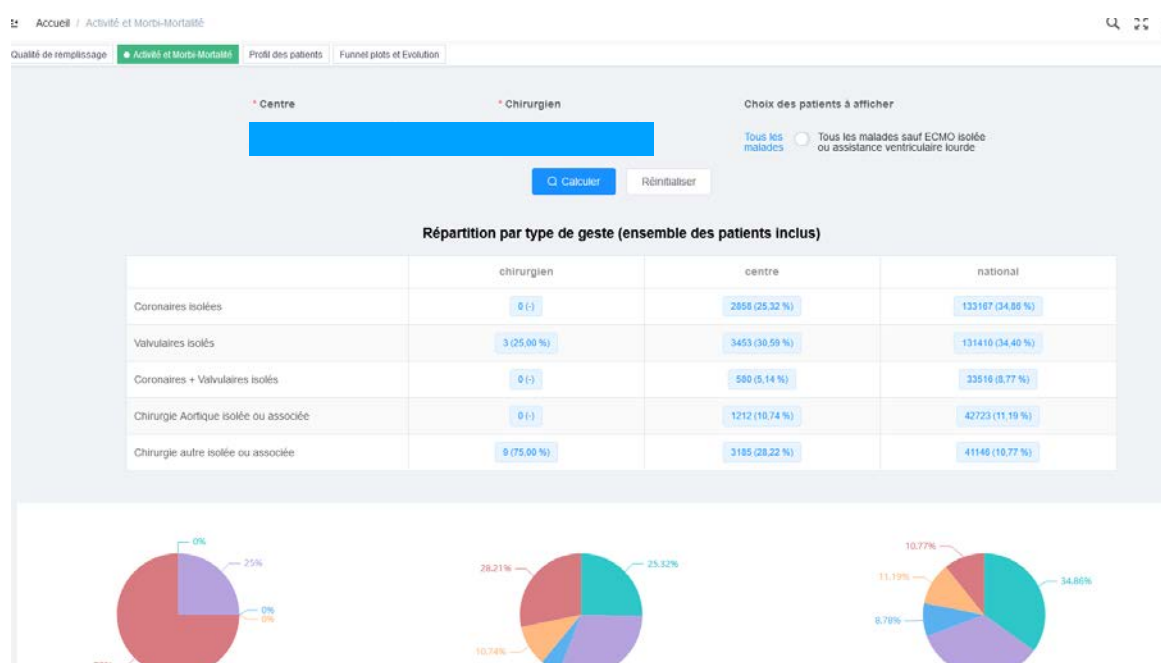 Accueil / Activité et Morbi-Mortalité
Qualité de remplissage Activité et Morbi-Mortalité Profil des patients Funnel plots et Evolution
* Centre * Chirurgien Choix des patients à afficher
Tous les malades Tous les malades sauf ECMO isolée
ou assistance ventriculaire lourde
Calculer Réinitialiser
Répartition par type de geste (ensemble des patients inclus)
chirurgien centre national
Coronaires isolées 0 (-) 2858 (25,32 %) 133167 (34,86 %)
Valvulaires isolés 3 (25,00 %) 3453 (30,59 %) 131410 (34,40 %)
Coronaires + Valvulaires isolés 0 (-) 580 (5,14 %) 33516 (8,77 %)
Chirurgie Aortique isolée ou associée 0 (-) 1212 (10,74 %) 42723 (11,19 %)
Chirurgie autre isolée ou associée 9 (75,00 %) 3185 (28,22 %) 41146 (10,77 %)
0% 25% 0% 0%
28.21% 25.32% 10.74%
10.77% 11.19% 8.78% 34.86%